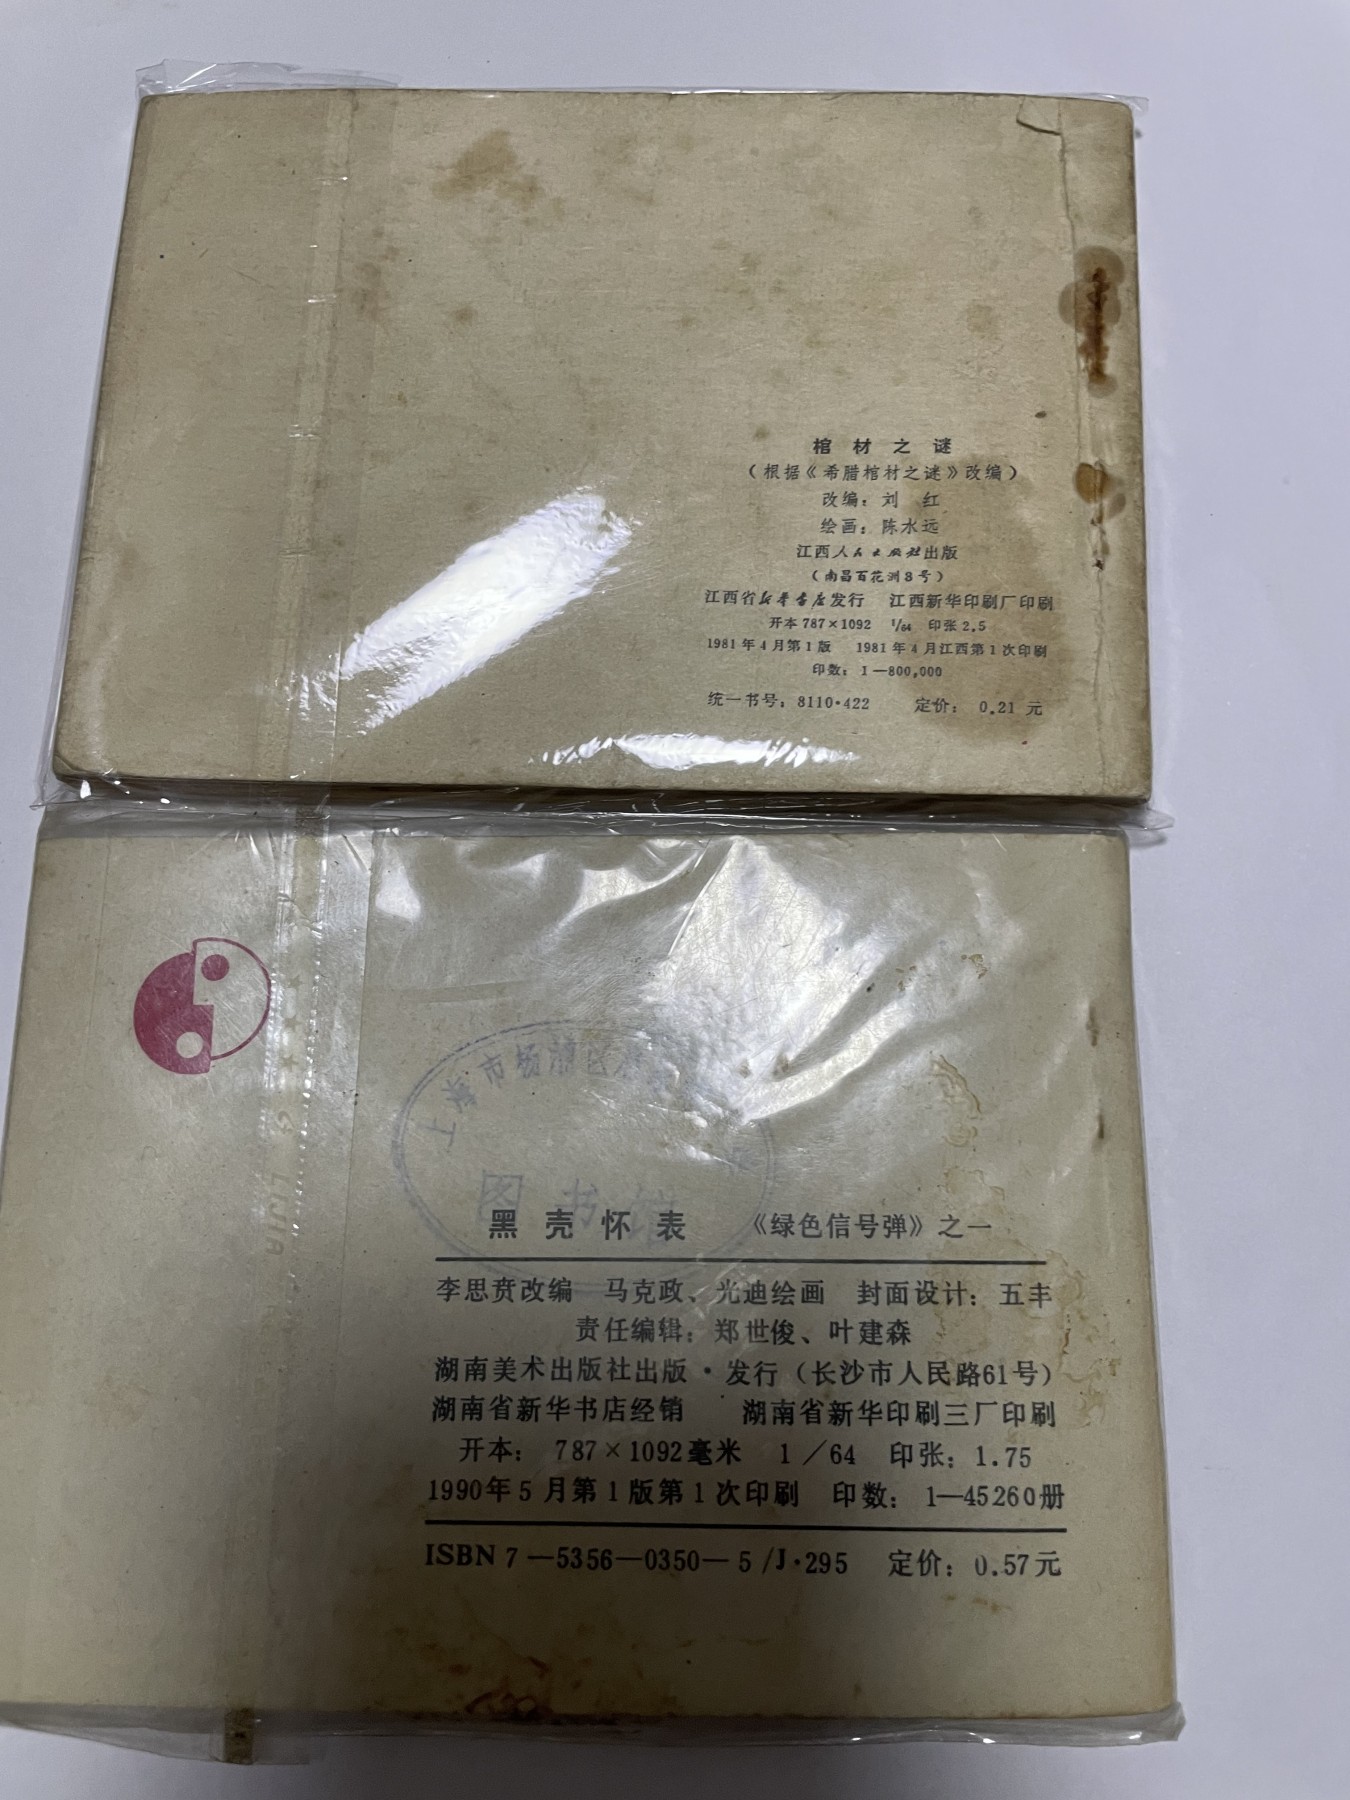 棺材之谜
（根据《希腊棺材之谜》改编）
改编：刘 红
绘画：陈水远
江西人民出版社出版
（南昌百花洲3号）
江西省新华书店发行 江西新华印刷厂印刷
开本787×1092 1/64 印张2.5
1981年4月第1版 1981年4月江西第1次印刷
印数：1—800,000
统一书号：8110·422 定价：0.21元
上海市杨浦区
图书馆
黑壳怀表 《绿色信号弹》之一
李思贲改编 马克政、光迪绘画 封面设计：五丰
责任编辑：郑世俊、叶建森
湖南美术出版社出版·发行（长沙市人民路61号）
湖南省新华书店经销 湖南省新华印刷三厂印刷
开本：787×1092毫米 1／64 印张：1.75
1990年5月第1版第1次印刷 印数：1—45260册
ISBN 7—5356—0350—5/J·295 定价：0.57元